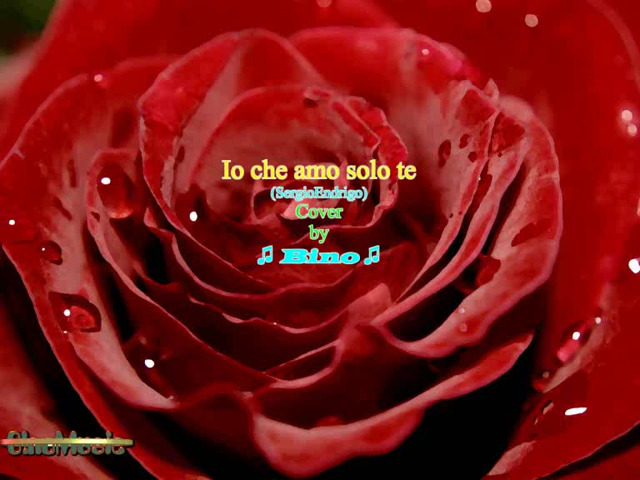 Io che amo solo te
(SergioEndrigo)
Cover
by
♫ Bino ♫